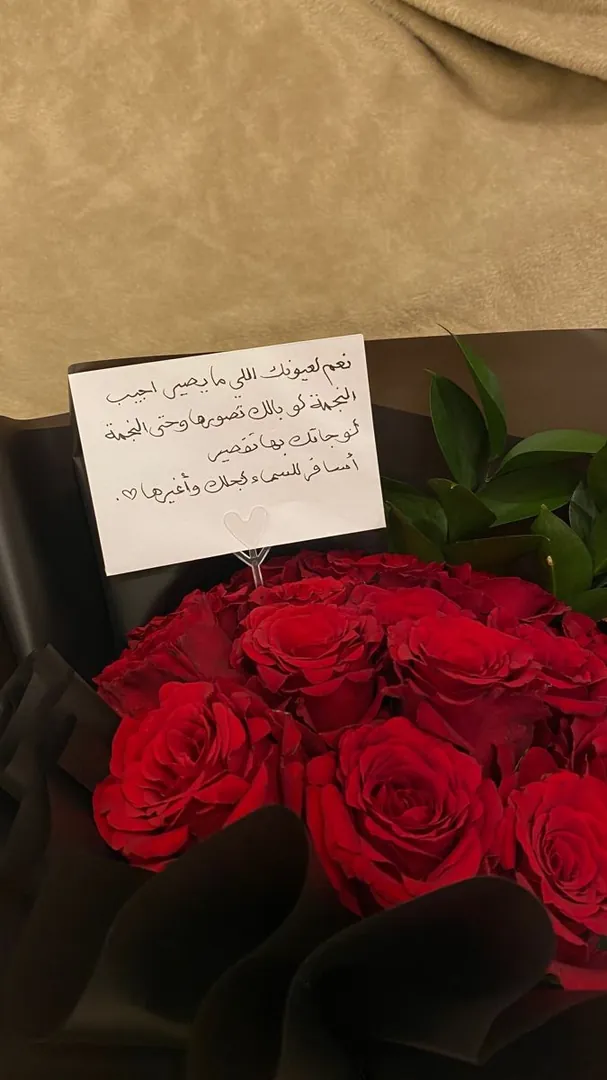 نعم لعيونك اللي ما يصير اجيب
النجمة لو بالك تصورها وحتى النجمة
لو جاتك بها تقصير
أسافر للسماء لجلك وأغيرها ♡.